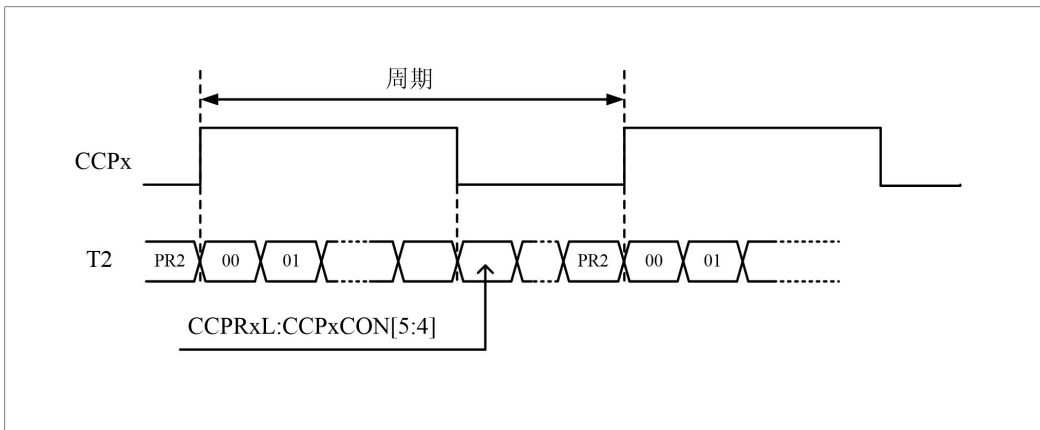 周期
CCPx
T2 PR2 00 01 PR2 00 01
CCPRxL:CCPxCON[5:4]